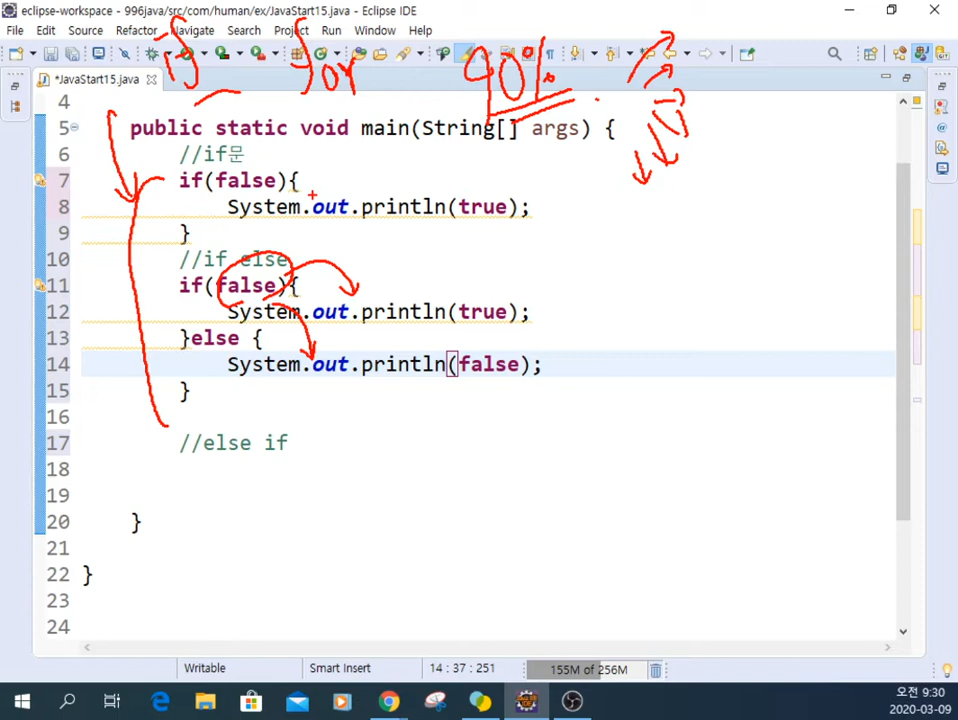 eclipse-workspace - 996java/src/com/human/ex/JavaStart15.java - Eclipse IDE
File Edit Source Refactor Navigate Search Project Run Window Help
if for 90%
*JavaStart15.java
4
5 public static void main(String[] args) {
6 //if문
7 if(false){
8 System.out.println(true);
9 }
10 //if else
11 if(false){
12 System.out.println(true);
13 }else {
14 System.out.println(false);
15 }
16
17 //else if
18
19
20 }
21
22 }
23
24
Writable Smart Insert 14 : 37 : 251 155M of 256M
오전 9:30
2020-03-09